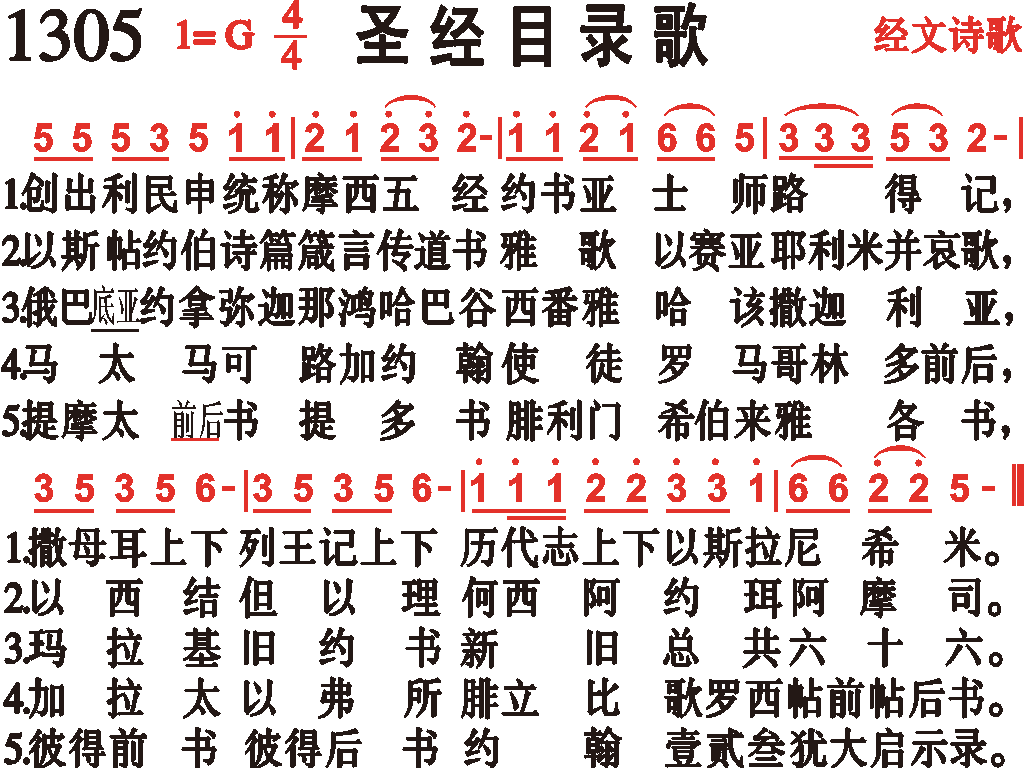 1305 1=G 4/4 圣经目录歌 经文诗歌
5 5 5 3 5 1̇ 1̇|2̇ 1̇ 2̇ 3̇ 2̇-|1̇ 1̇ 2̇ 1̇ 6 6 5|3 3 3 5 3 2-|
1.创出利民申统称摩西五经约书亚士师路得记,
2.以斯帖约伯诗篇箴言传道书雅歌以赛亚耶利米并哀歌,
3.俄巴底亚约拿弥迦那鸿哈巴谷西番雅哈该撒迦利亚,
4.马太马可路加约翰使徒罗马哥林多前后,
5.提摩太前后书提多书腓利门希伯来雅各书,
3 5 3 5 6-|3 5 3 5 6-|1̇ 1̇ 1̇ 2̇ 2̇ 3̇ 3̇ 1̇|6 6 2̇ 2̇ 5-
1.撒母耳上下列王记上下历代志上下以斯拉尼希米。
2.以西结但以理何西阿约珥阿摩司。
3.玛拉基旧约书新旧总共六十六。
4.加拉太以弗所腓立比歌罗西帖前帖后书。
5.彼得前书彼得后书约翰壹贰叁犹大启示录。